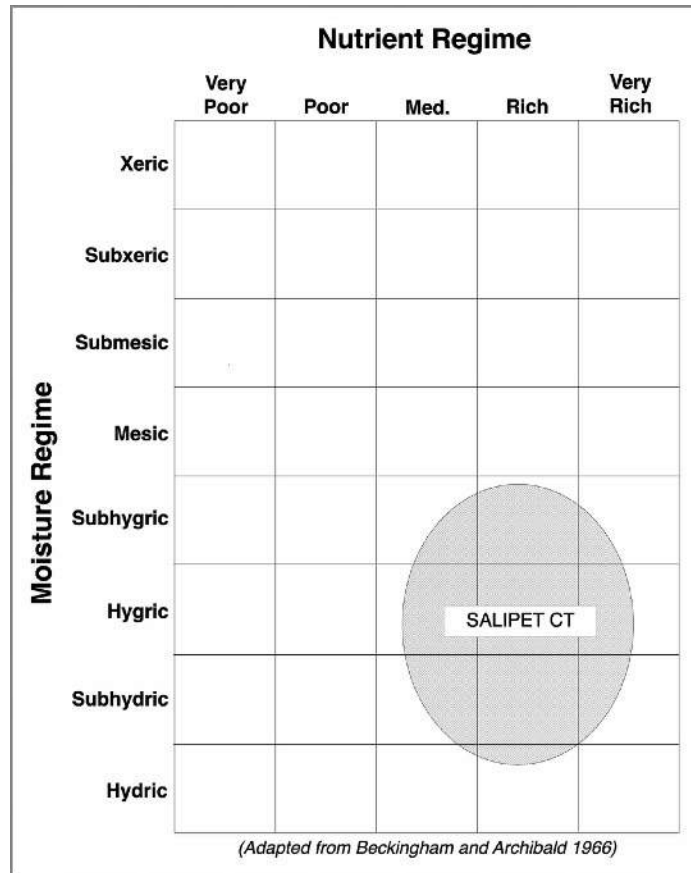 Nutrient Regime
Very
Poor
Poor
Med.
Rich
Very
Rich
Moisture Regime
Xeric
Subxeric
Submesic
Mesic
Subhygric
Hygric
SALIPET CT
Subhydric
Hydric
(Adapted from Beckingham and Archibald 1966)